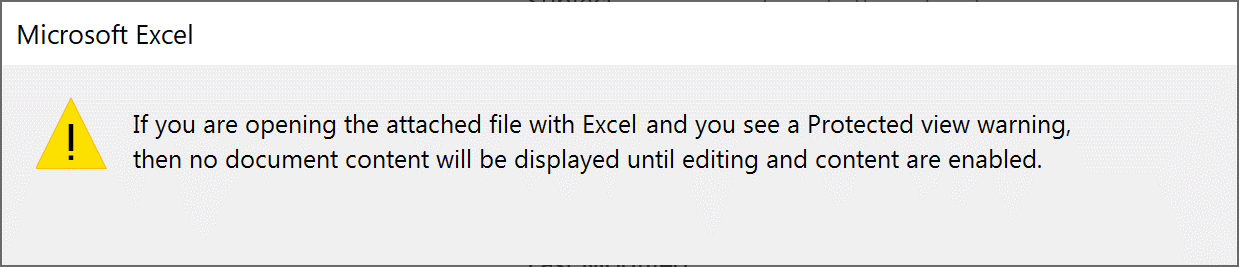 Microsoft Excel
!
If you are opening the attached file with Excel and you see a Protected view warning,
then no document content will be displayed until editing and content are enabled.